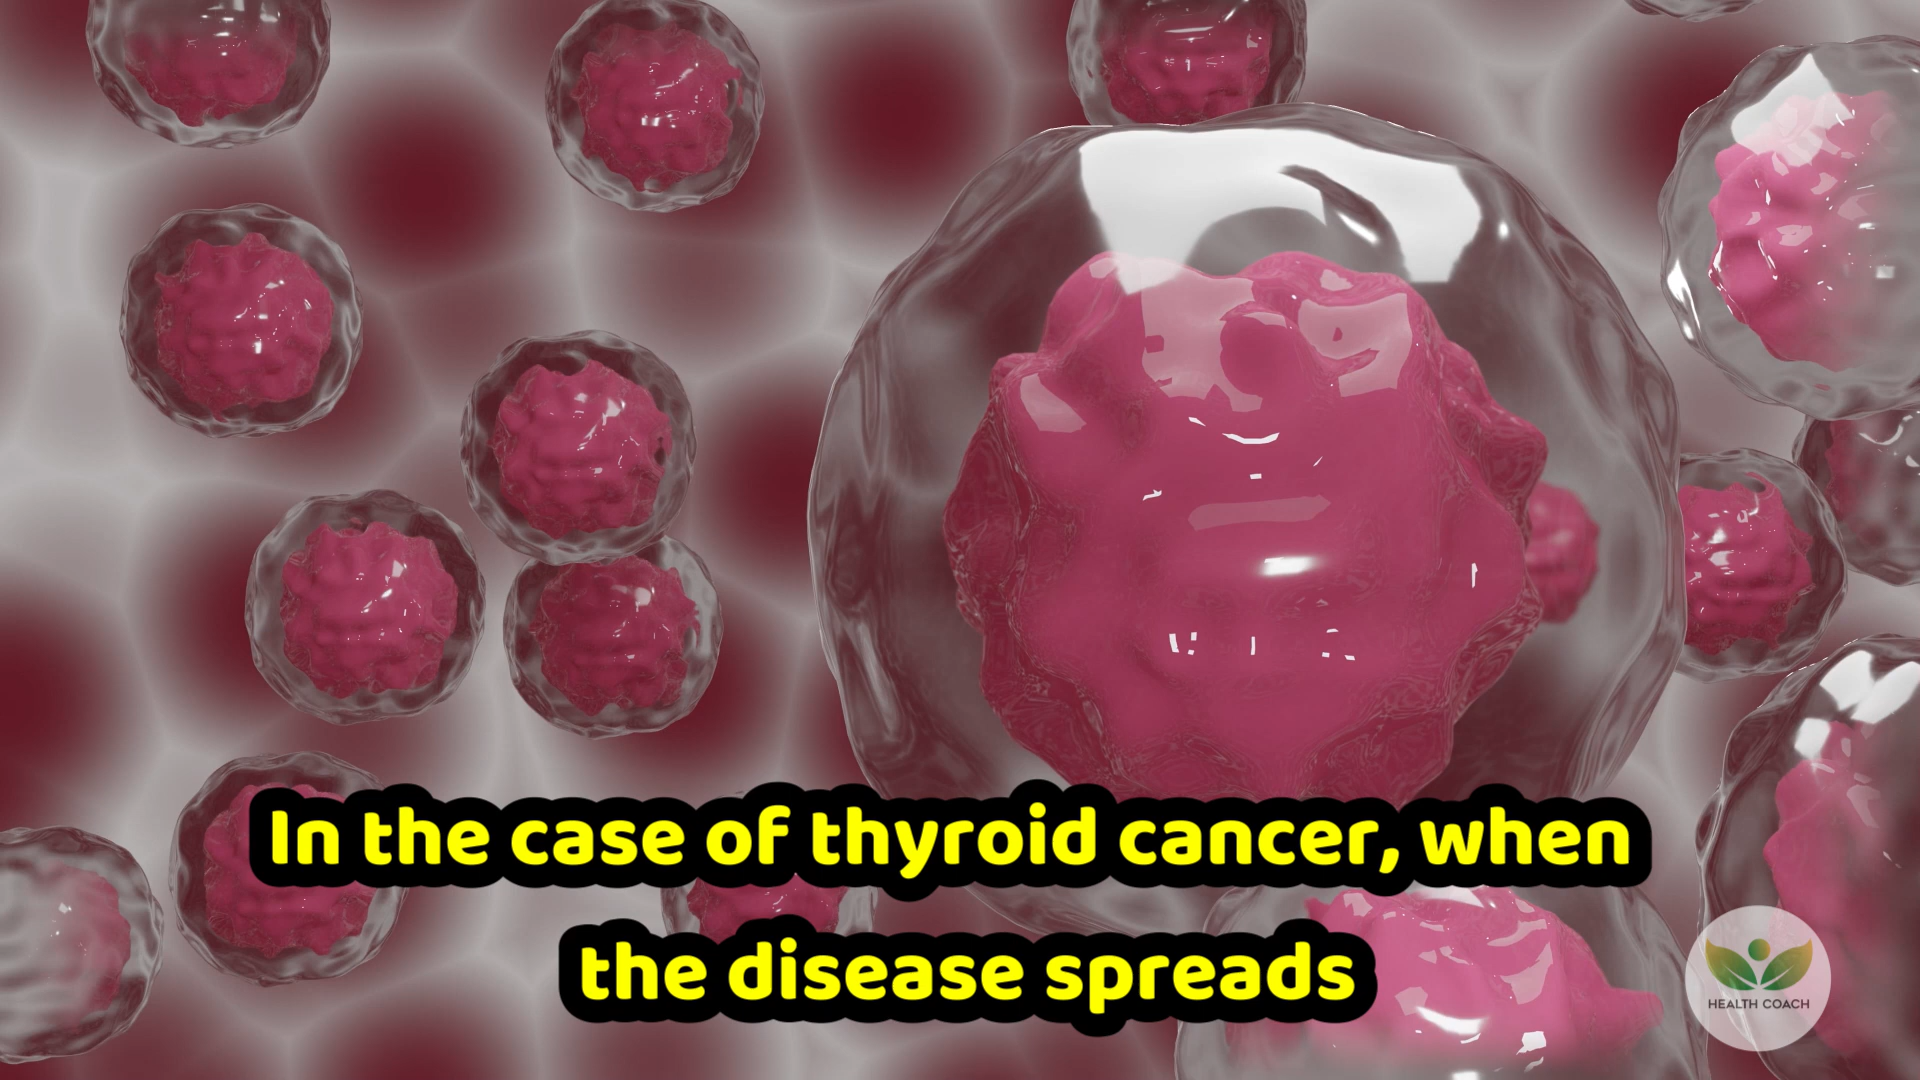 In the case of thyroid cancer, when
the disease spreads
HEALTH COACH